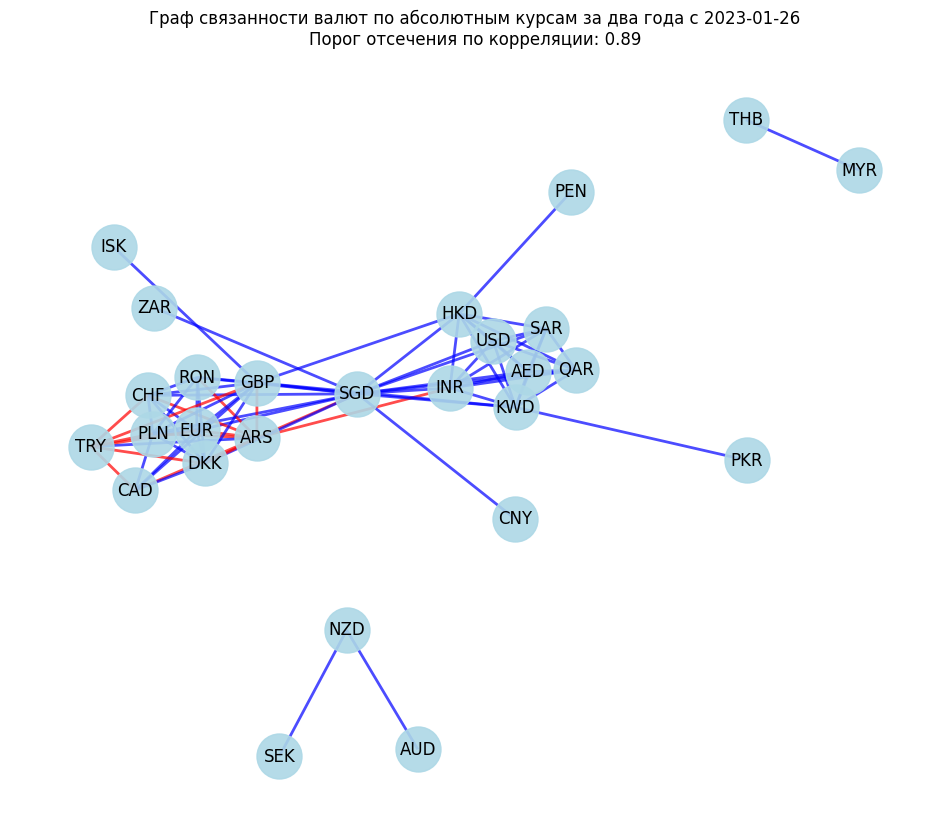 Граф связанности валют по абсолютным курсам за два года с 2023-01-26
Порог отсечения по корреляции: 0.89
THB
MYR
PEN
ISK
ZAR
HKD
SAR
USD
AED
QAR
RON
GBP
INR
SGD
CHF
KWD
EUR
PLN
ARS
TRY
DKK
PKR
CAD
CNY
NZD
SEK
AUD